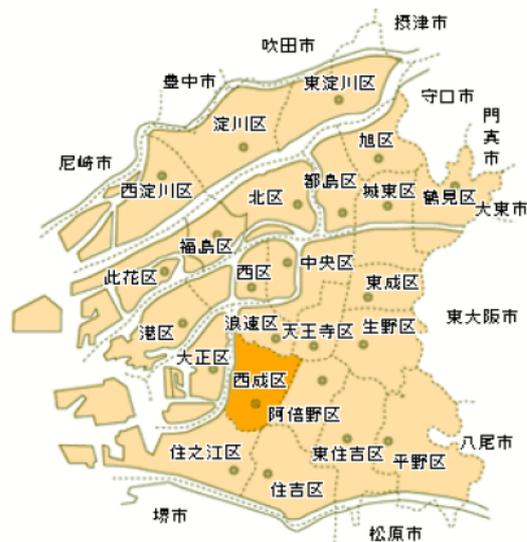 摂津市
吹田市
東淀川区
豊中市
守口市
淀川区
旭区
門真市
尼崎市
都島区
西淀川区
北区
城東区
鶴見区
大東市
福島区
中央区
此花区
西区
東成区
港区
浪速区
天王寺区
生野区
東大阪市
大正区
西成区
阿倍野区
住之江区
東住吉区
平野区
八尾市
住吉区
堺市
松原市